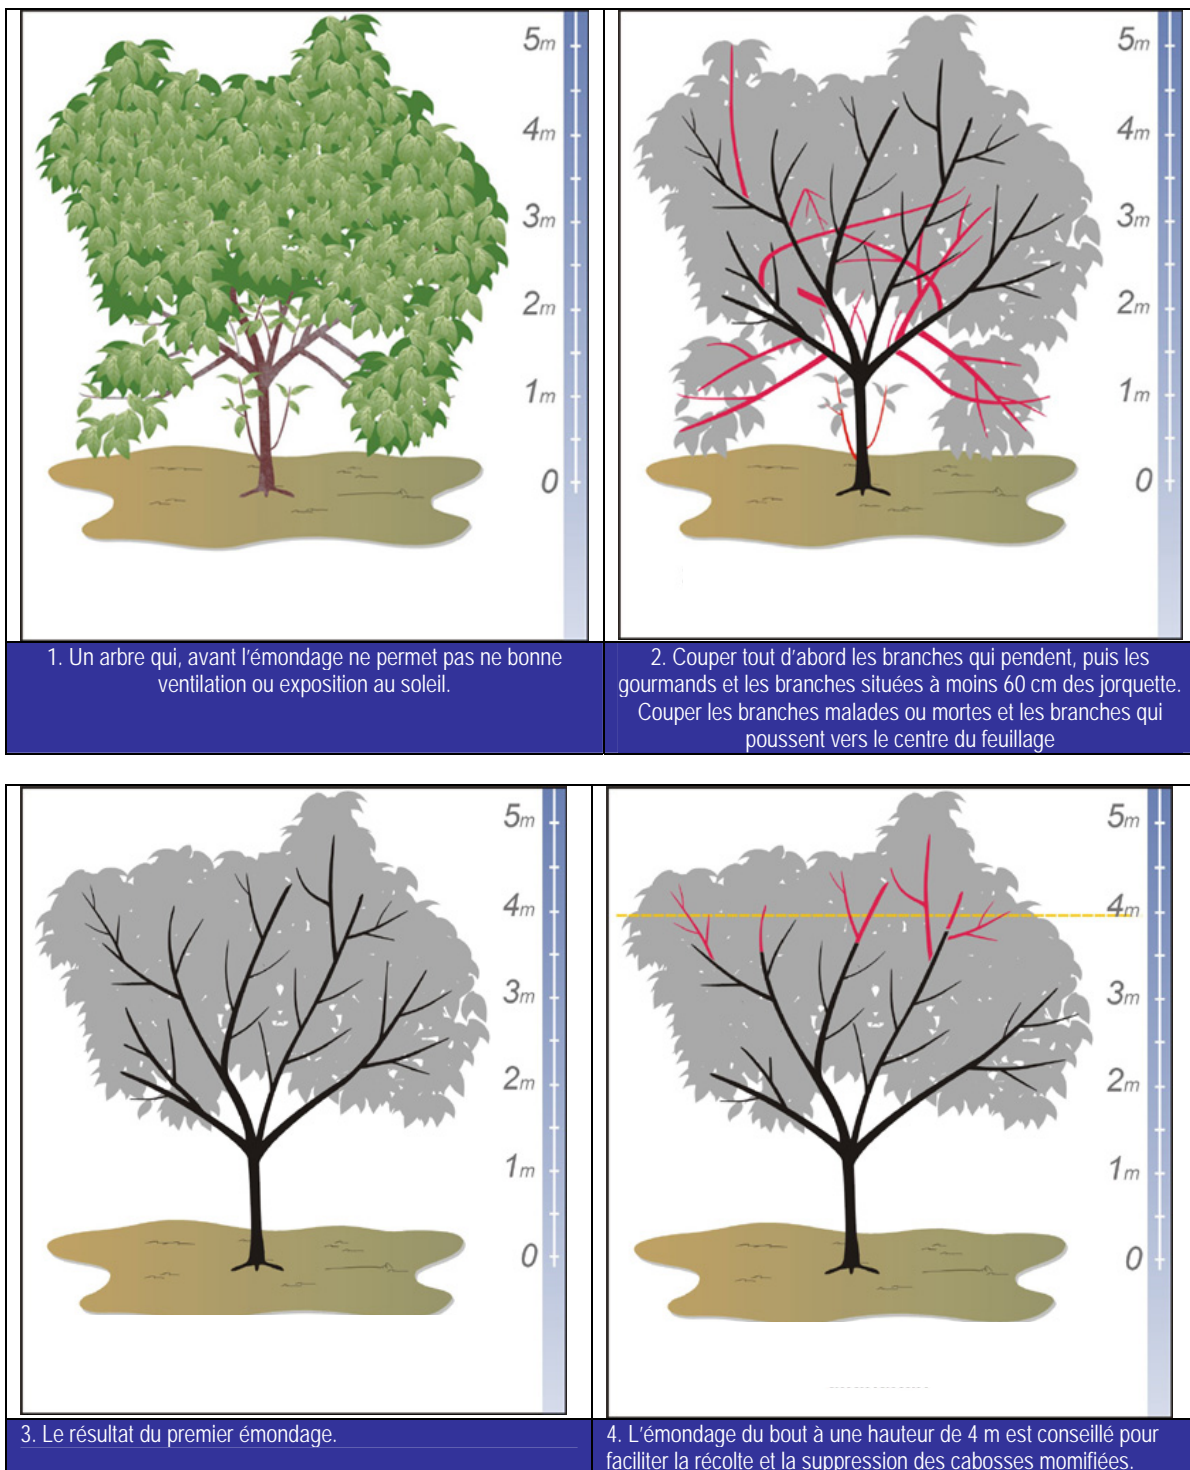 5m
4m
3m
2m
1m
0
5m
4m
3m
2m
1m
0
1. Un arbre qui, avant l'émondage ne permet pas ne bonne
ventilation ou exposition au soleil.
2. Couper tout d'abord les branches qui pendent, puis les
gourmands et les branches situées à moins 60 cm des jorquette.
Couper les branches malades ou mortes et les branches qui
poussent vers le centre du feuillage
5m
4m
3m
2m
1m
0
5m
4m
3m
2m
1m
0
3. Le résultat du premier émondage.
4. L'émondage du bout à une hauteur de 4 m est conseillé pour
faciliter la récolte et la suppression des cabosses momifiées.